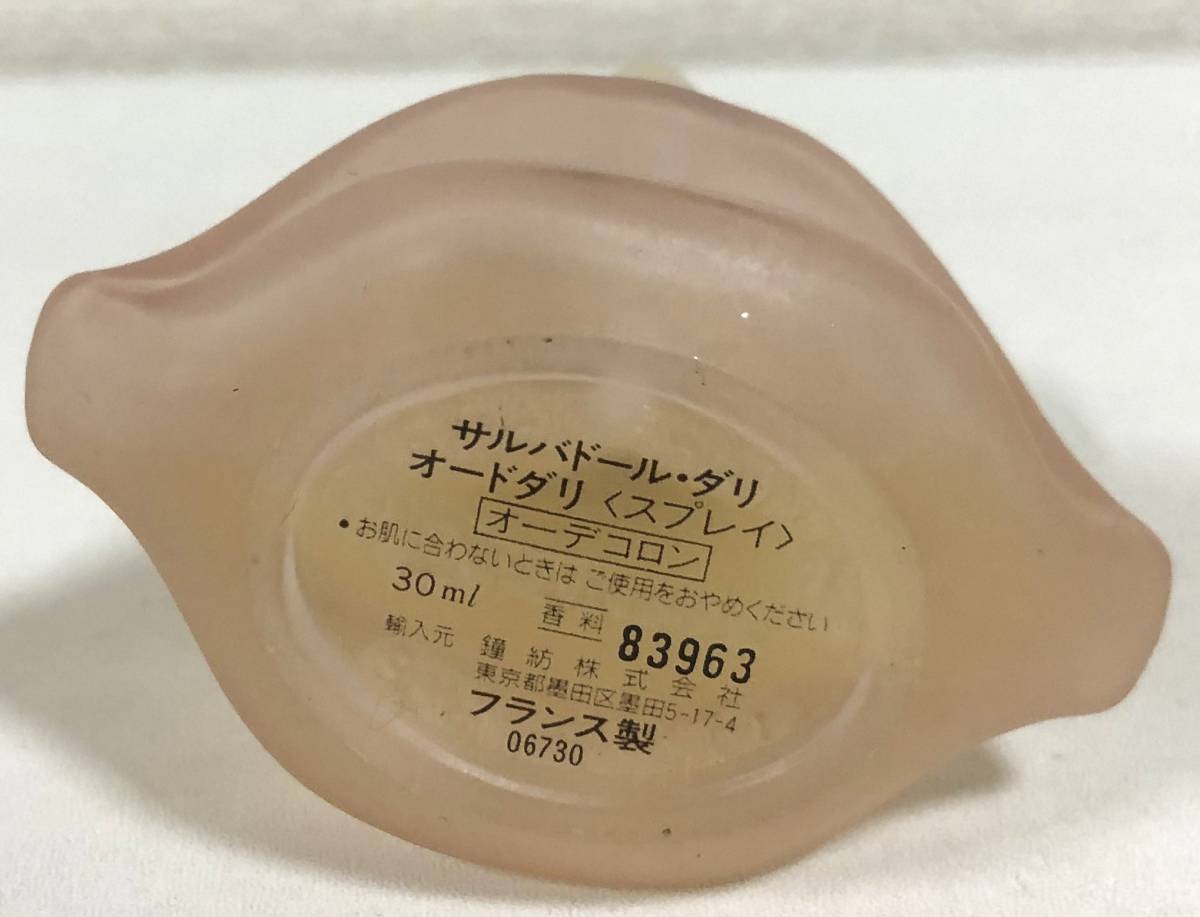 サルバドール・ダリ
オードダリ〈スプレイ〉
オーデコロン
•お肌に合わないときは ご使用をおやめください
30ml 香料 83963
輸入元 鐘紡株式会社
東京都墨田区墨田5-17-4
フランス製
06730